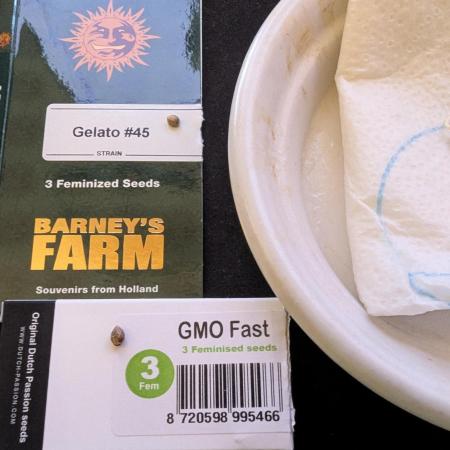 Gelato #45
STRAIN
3 Feminized Seeds
BARNEY'S
FARM
Souvenirs from Holland
Original Dutch Passion seeds
WWW.DUTCH-PASSION.COM
GMO Fast
3 Feminised seeds
3
Fem
8 720598 995466